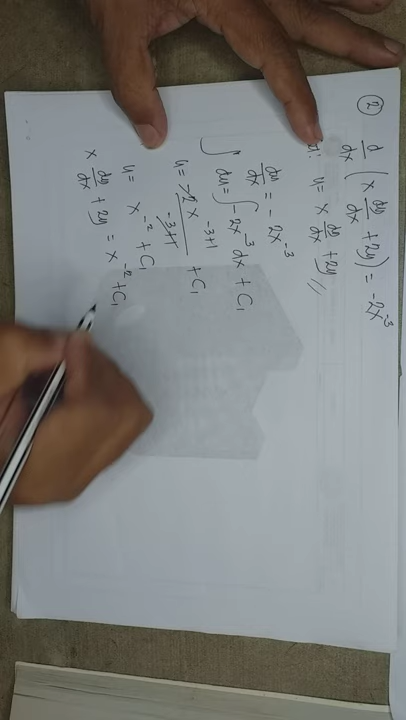 ②
d/dx (x dy/dx + 2y) = -2x⁻³
u = x dy/dx + 2y //
du/dx = -2x⁻³
∫ du = ∫ -2x⁻³ dx + C₁
u = -2x⁻³⁺¹ / -3+1 + C₁
u = x⁻² + C₁
x dy/dx + 2y = x⁻² + C₁